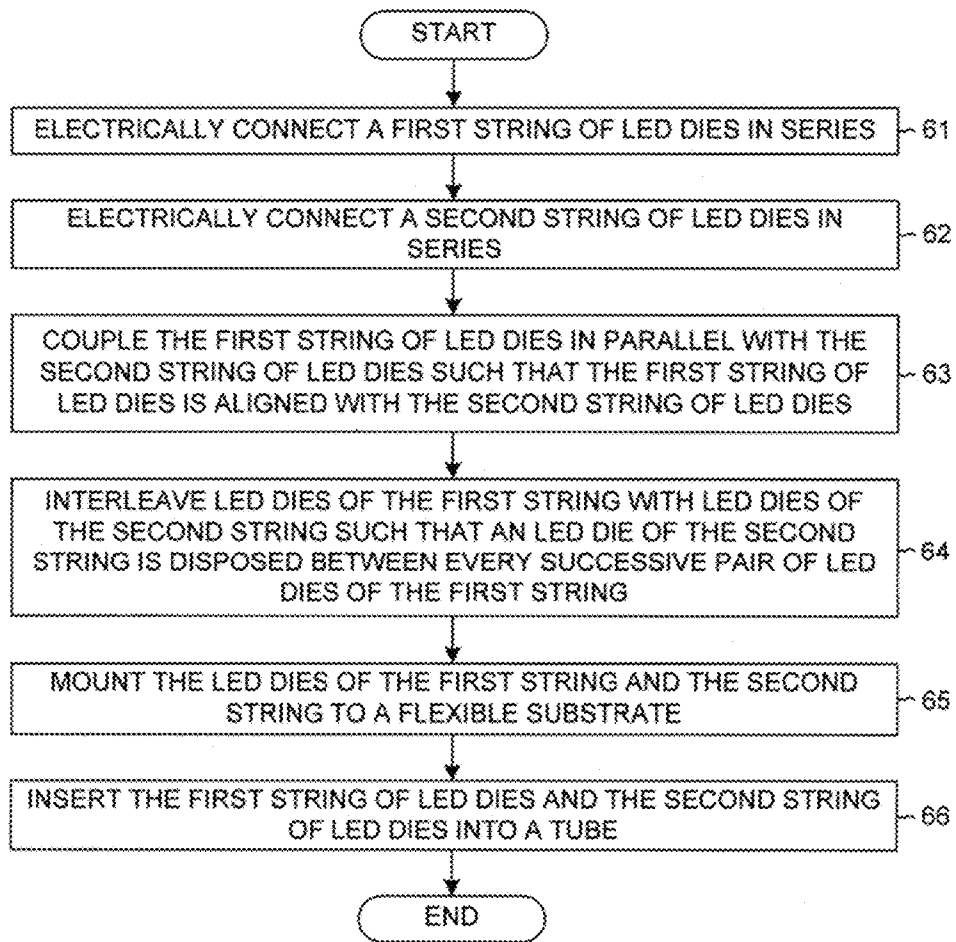 START
ELECTRICALLY CONNECT A FIRST STRING OF LED DIES IN SERIES
61
ELECTRICALLY CONNECT A SECOND STRING OF LED DIES IN
SERIES
62
COUPLE THE FIRST STRING OF LED DIES IN PARALLEL WITH THE
SECOND STRING OF LED DIES SUCH THAT THE FIRST STRING OF
LED DIES IS ALIGNED WITH THE SECOND STRING OF LED DIES
63
INTERLEAVE LED DIES OF THE FIRST STRING WITH LED DIES OF
THE SECOND STRING SUCH THAT AN LED DIE OF THE SECOND
STRING IS DISPOSED BETWEEN EVERY SUCCESSIVE PAIR OF LED
DIES OF THE FIRST STRING
64
MOUNT THE LED DIES OF THE FIRST STRING AND THE SECOND
STRING TO A FLEXIBLE SUBSTRATE
65
INSERT THE FIRST STRING OF LED DIES AND THE SECOND STRING
OF LED DIES INTO A TUBE
66
END